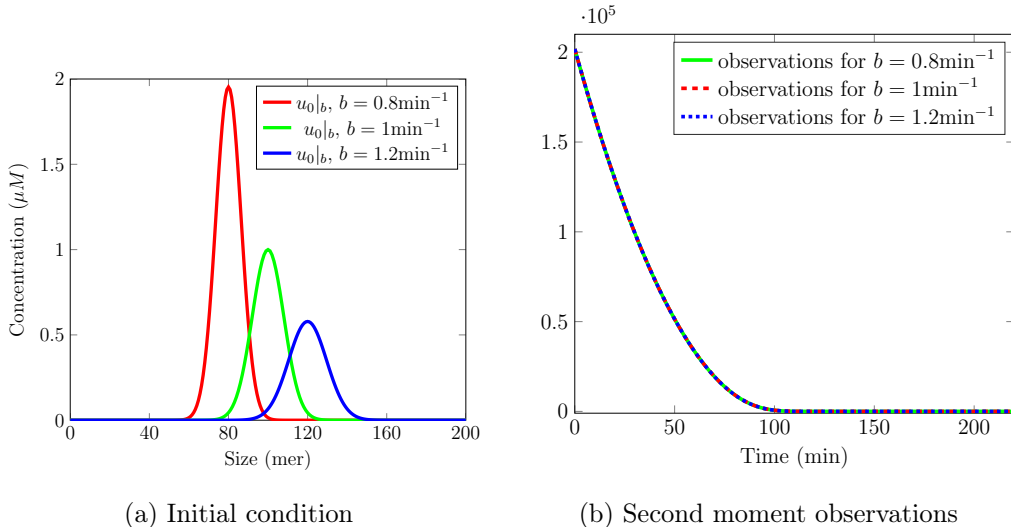 Concentration (μM)
2
1.5
1
0.5
0
0 40 80 120 160 200
Size (mer)
u₀|b, b = 0.8min⁻¹
u₀|b, b = 1min⁻¹
u₀|b, b = 1.2min⁻¹
(a) Initial condition
·10⁵
2
1.5
1
0.5
0
0 50 100 150 200
Time (min)
observations for b = 0.8min⁻¹
observations for b = 1min⁻¹
observations for b = 1.2min⁻¹
(b) Second moment observations